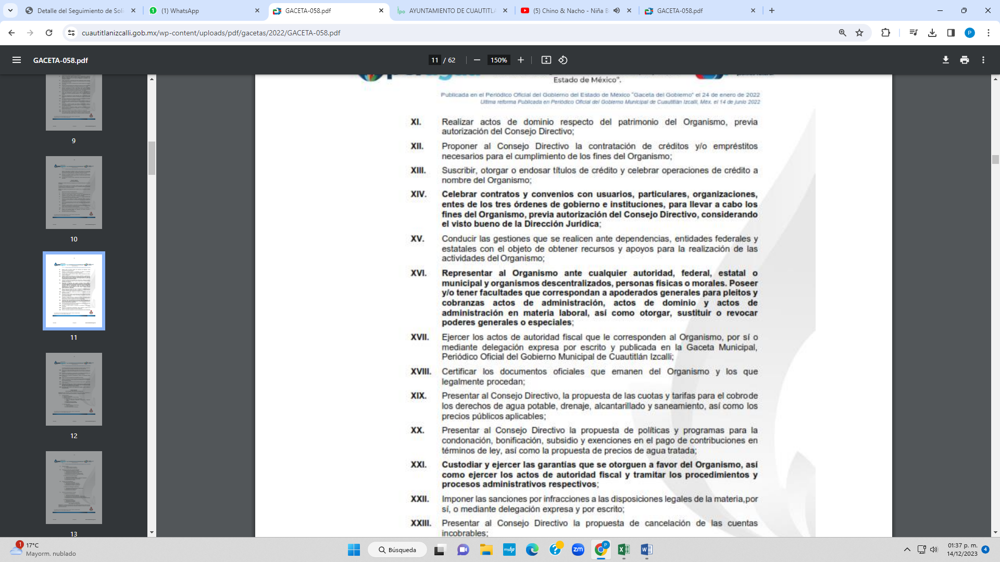 Detalle del Seguimiento de Soli
(1) WhatsApp
GACETA-058.pdf
AYUNTAMIENTO DE CUAUTITLA
(5) Chino & Nacho - Niña B
GACETA-058.pdf
cuautitlanizcalli.gob.mx/wp-content/uploads/pdf/gacetas/2022/GACETA-058.pdf
P
GACETA-058.pdf
11 / 62
150%
9
10
11
12
13
Estado de México".
Publicada en el Periódico Oficial del Gobierno del Estado de México "Gaceta del Gobierno" el 24 de enero de 2022
Ultima reforma Publicada en Periódico Oficial del Gobierno Municipal de Cuautitlán Izcalli, Méx. el 14 de junio 2022
XI. Realizar actos de dominio respecto del patrimonio del Organismo, previa
autorización del Consejo Directivo;
XII. Proponer al Consejo Directivo la contratación de créditos y/o empréstitos
necesarios para el cumplimiento de los fines del Organismo;
XIII. Suscribir, otorgar o endosar títulos de crédito y celebrar operaciones de crédito a
nombre del Organismo;
XIV. Celebrar contratos y convenios con usuarios, particulares, organizaciones,
entes de los tres órdenes de gobierno e instituciones, para llevar a cabo los
fines del Organismo, previa autorización del Consejo Directivo, considerando
el visto bueno de la Dirección Jurídica;
XV. Conducir las gestiones que se realicen ante dependencias, entidades federales y
estatales con el objeto de obtener recursos y apoyos para la realización de las
actividades del Organismo;
XVI. Representar al Organismo ante cualquier autoridad, federal, estatal o
municipal y organismos descentralizados, personas físicas o morales. Poseer
y/o tener facultades que correspondan a apoderados generales para pleitos y
cobranzas actos de administración, actos de dominio y actos de
administración en materia laboral, así como otorgar, sustituir o revocar
poderes generales o especiales;
XVII. Ejercer los actos de autoridad fiscal que le corresponden al Organismo, por sí o
mediante delegación expresa por escrito y publicada en la Gaceta Municipal,
Periódico Oficial del Gobierno Municipal de Cuautitlán Izcalli;
XVIII. Certificar los documentos oficiales que emanen del Organismo y los que
legalmente procedan;
XIX. Presentar al Consejo Directivo, la propuesta de las cuotas y tarifas para el cobrode
los derechos de agua potable, drenaje, alcantarillado y saneamiento, así como los
precios públicos aplicables;
XX. Presentar al Consejo Directivo la propuesta de políticas y programas para la
condonación, bonificación, subsidio y exenciones en el pago de contribuciones en
términos de ley, así como la propuesta de precios de agua tratada;
XXI. Custodiar y ejercer las garantías que se otorguen a favor del Organismo, así
como ejercer los actos de autoridad fiscal y tramitar los procedimientos y
procesos administrativos respectivos;
XXII. Imponer las sanciones por infracciones a las disposiciones legales de la materia,por
sí, o mediante delegación expresa y por escrito;
XXIII. Presentar al Consejo Directivo la propuesta de cancelación de las cuentas
incobrables;
1
17°C
Mayorm. nublado
Búsqueda
myhp
zm
P
01:37 p. m.
14/12/2023
4